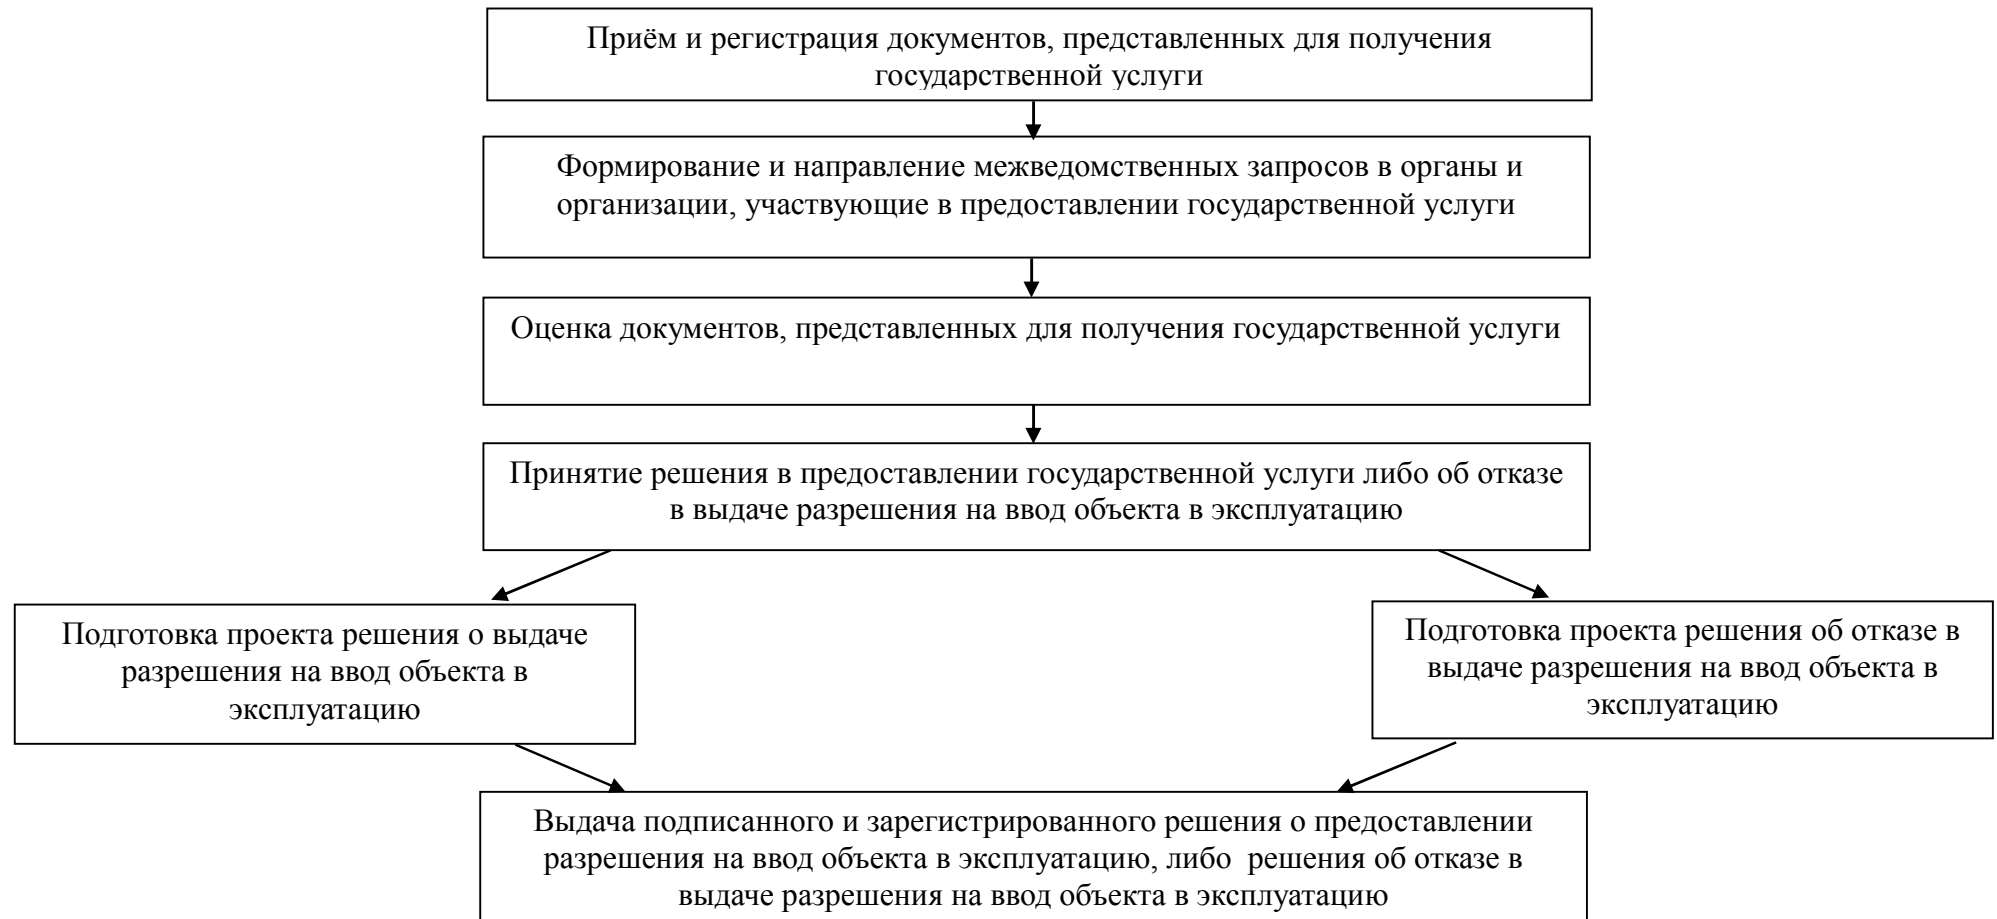 Приём и регистрация документов, представленных для получения
государственной услуги
Формирование и направление межведомственных запросов в органы и
организации, участвующие в предоставлении государственной услуги
Оценка документов, представленных для получения государственной услуги
Принятие решения в предоставлении государственной услуги либо об отказе
в выдаче разрешения на ввод объекта в эксплуатацию
Подготовка проекта решения о выдаче
разрешения на ввод объекта в
эксплуатацию
Подготовка проекта решения об отказе в
выдаче разрешения на ввод объекта в
эксплуатацию
Выдача подписанного и зарегистрированного решения о предоставлении
разрешения на ввод объекта в эксплуатацию, либо  решения об отказе в
выдаче разрешения на ввод объекта в эксплуатацию